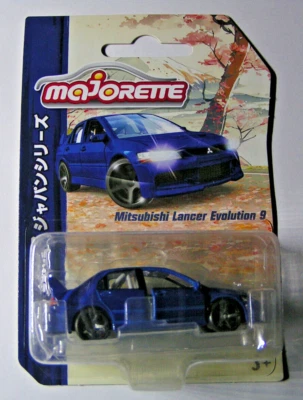 majORETTE
ジャパンシリーズ
Mitsubishi Lancer Evolution 9
3+